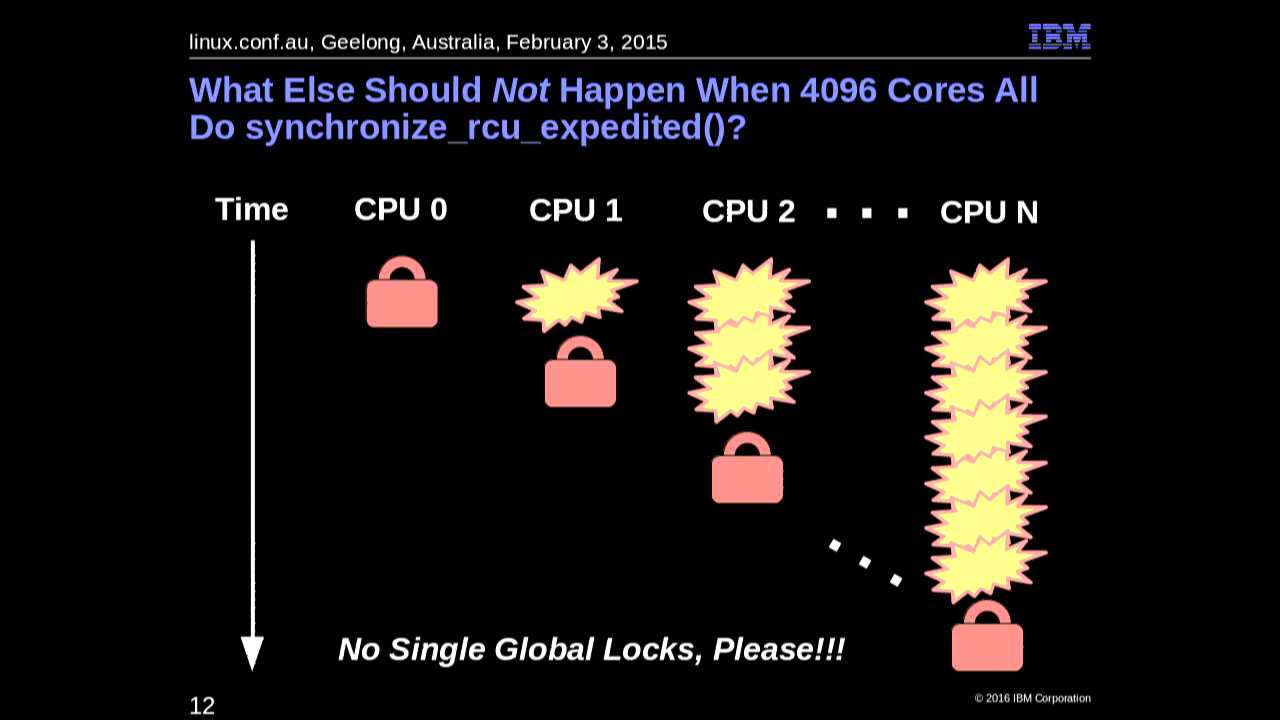 linux.conf.au, Geelong, Australia, February 3, 2015
IBM
What Else Should Not Happen When 4096 Cores All
Do synchronize_rcu_expedited()?
Time CPU 0 CPU 1 CPU 2 ▪ ▪ ▪ CPU N
No Single Global Locks, Please!!!
12
© 2016 IBM Corporation